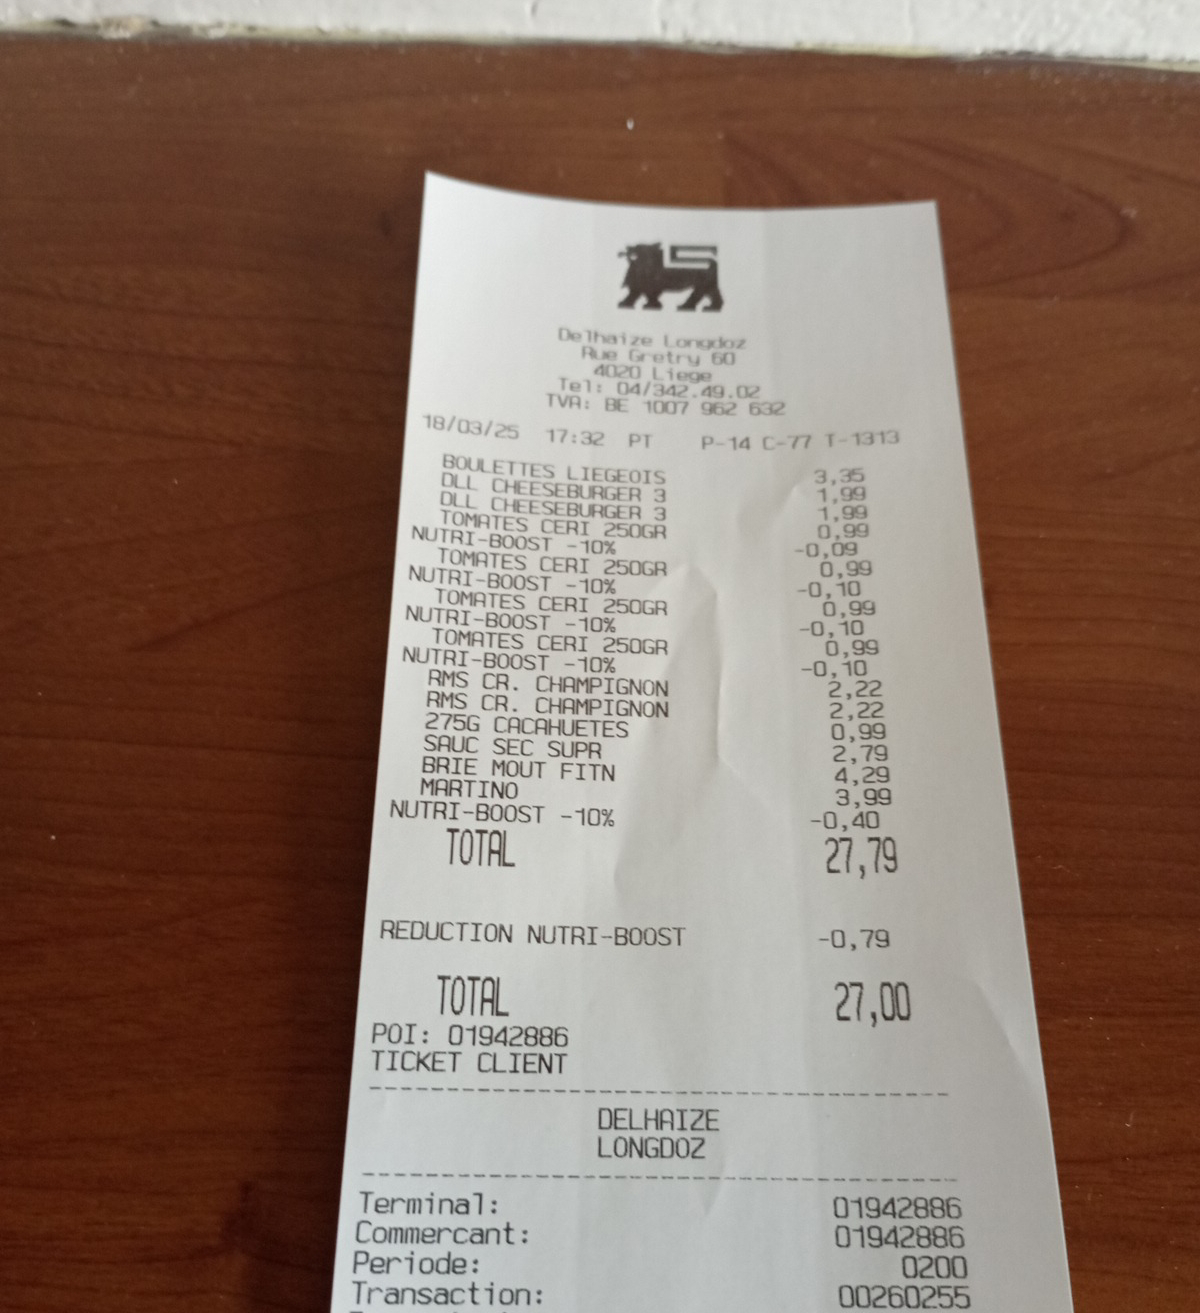 Delhaize Longdoz
Rue Gretry 60
4020 Liege
Tel: 04/342.49.02
TVA: BE 1007 962 632
18/03/25 17:32 PT P-14 C-77 T-1313
BOULETTES LIEGEOIS 3,35
DLL CHEESEBURGER 3 1,99
DLL CHEESEBURGER 3 1,99
TOMATES CERI 250GR 0,99
NUTRI-BOOST -10% -0,09
TOMATES CERI 250GR 0,99
NUTRI-BOOST -10% -0,10
TOMATES CERI 250GR 0,99
NUTRI-BOOST -10% -0,10
TOMATES CERI 250GR 0,99
NUTRI-BOOST -10% -0,10
RMS CR. CHAMPIGNON 2,22
RMS CR. CHAMPIGNON 2,22
275G CACAHUETES 0,99
SAUC SEC SUPR 2,79
BRIE MOUT FITN 4,29
MARTINO 3,99
NUTRI-BOOST -10% -0,40
TOTAL 27,79
REDUCTION NUTRI-BOOST -0,79
TOTAL 27,00
POI: 01942886
TICKET CLIENT
DELHAIZE
LONGDOZ
Terminal: 01942886
Commercant: 01942886
Periode: 0200
Transaction: 00260255